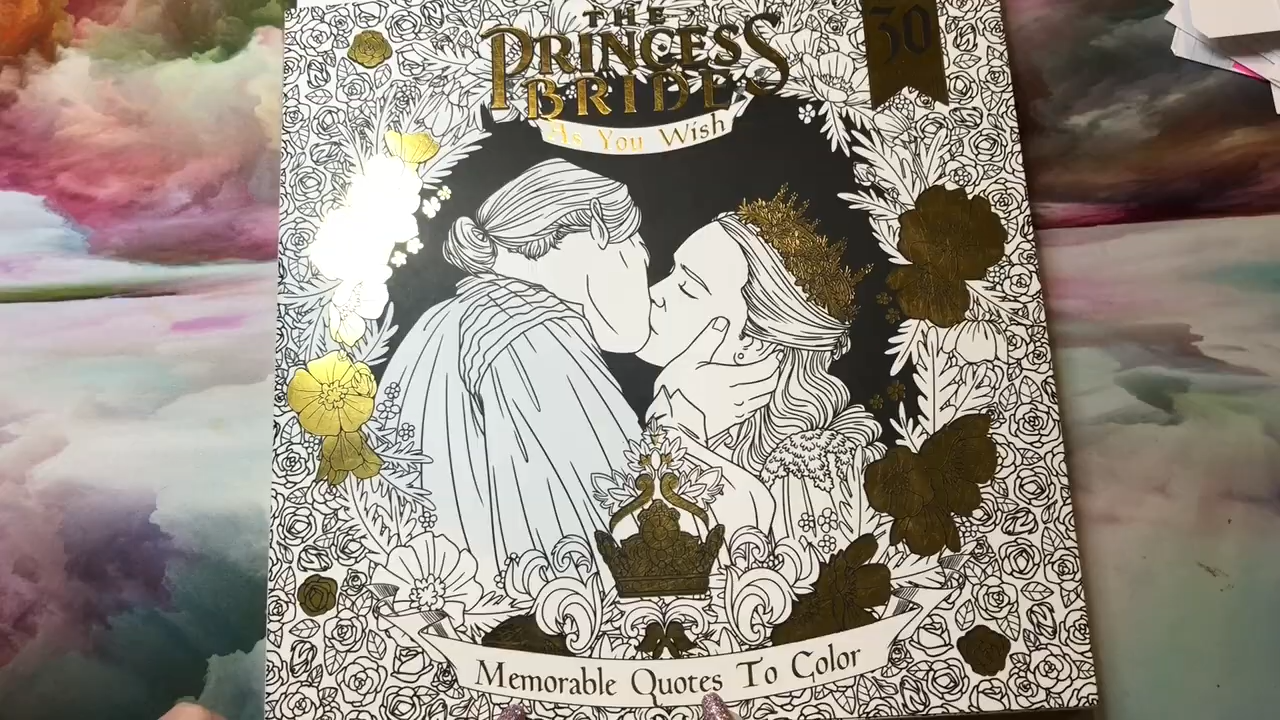 THE
PRINCESS
BRIDE
As You Wish
30
Memorable Quotes To Color